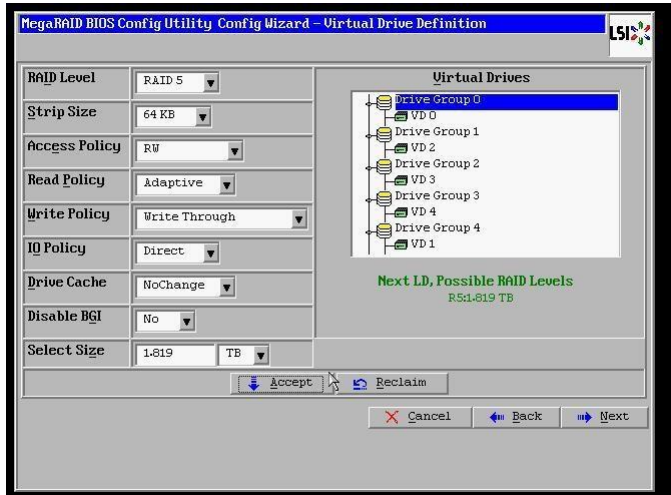 MegaRAID BIOS Config Utility Config Wizard – Virtual Drive Definition
LSI
RAID Level RAID 5
Strip Size 64 KB
Access Policy RW
Read Policy Adaptive
Write Policy Write Through
IO Policy Direct
Drive Cache NoChange
Disable BGI No
Select Size 1.819 TB
Virtual Drives
Drive Group 0
VD 0
Drive Group 1
VD 2
Drive Group 2
VD 3
Drive Group 3
VD 4
Drive Group 4
VD 1
Next LD, Possible RAID Levels
R5:1.819 TB
Accept Reclaim
Cancel Back Next